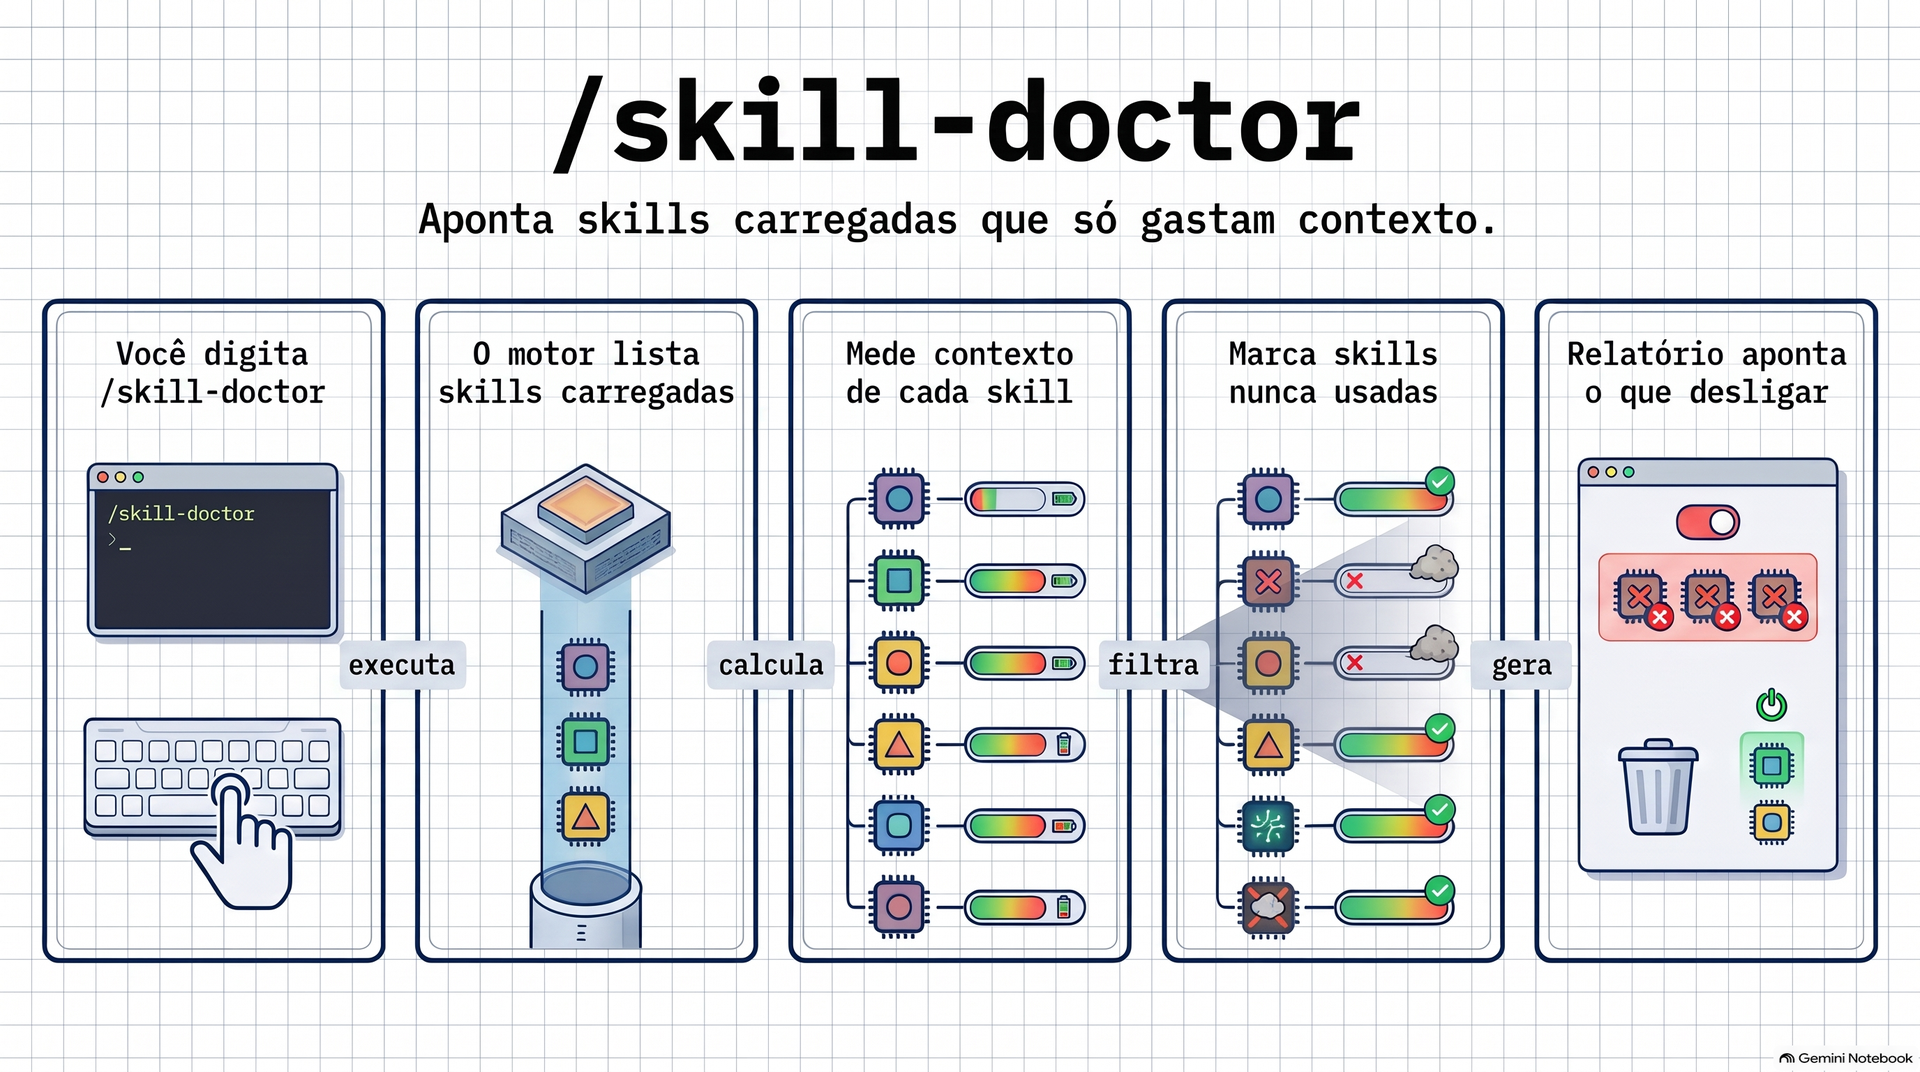 /skill-doctor
Aponta skills carregadas que só gastam contexto.
Você digita
/skill-doctor
/skill-doctor
>_
executa
O motor lista
skills carregadas
calcula
Mede contexto
de cada skill
filtra
Marca skills
nunca usadas
gera
Relatório aponta
o que desligar
Gemini Notebook